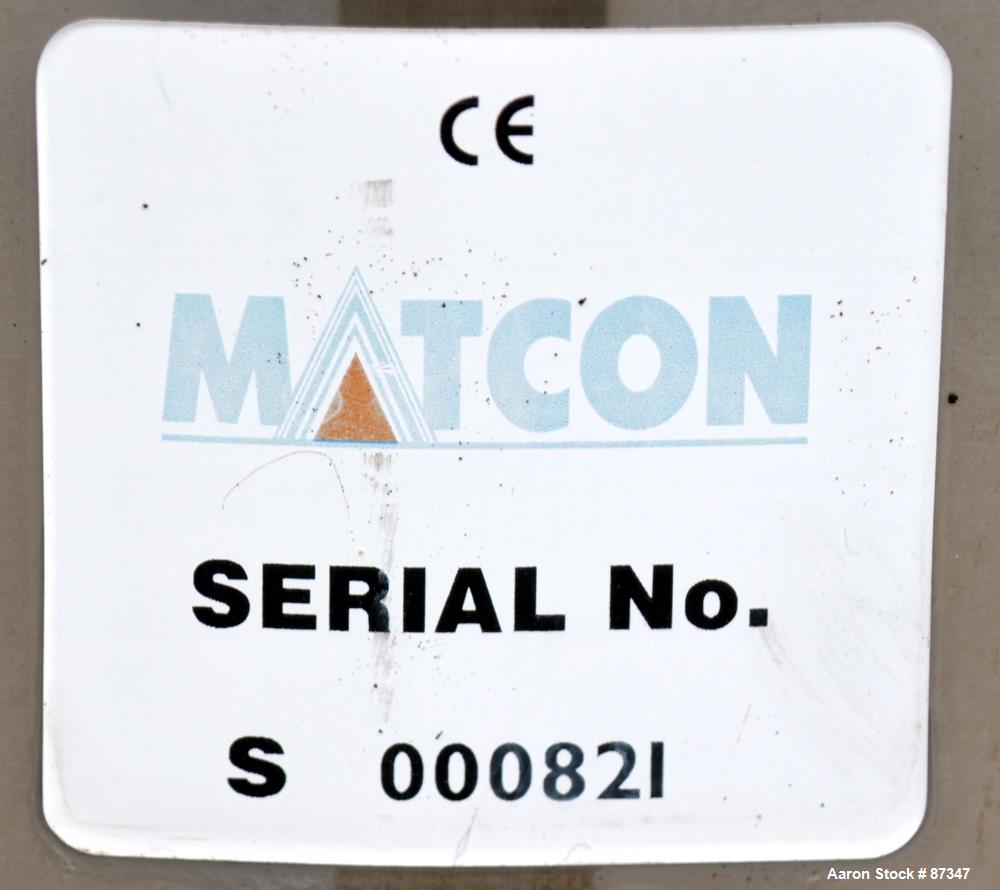 CE
MATCON
SERIAL No.
S 000821
Aaron Stock # 87347